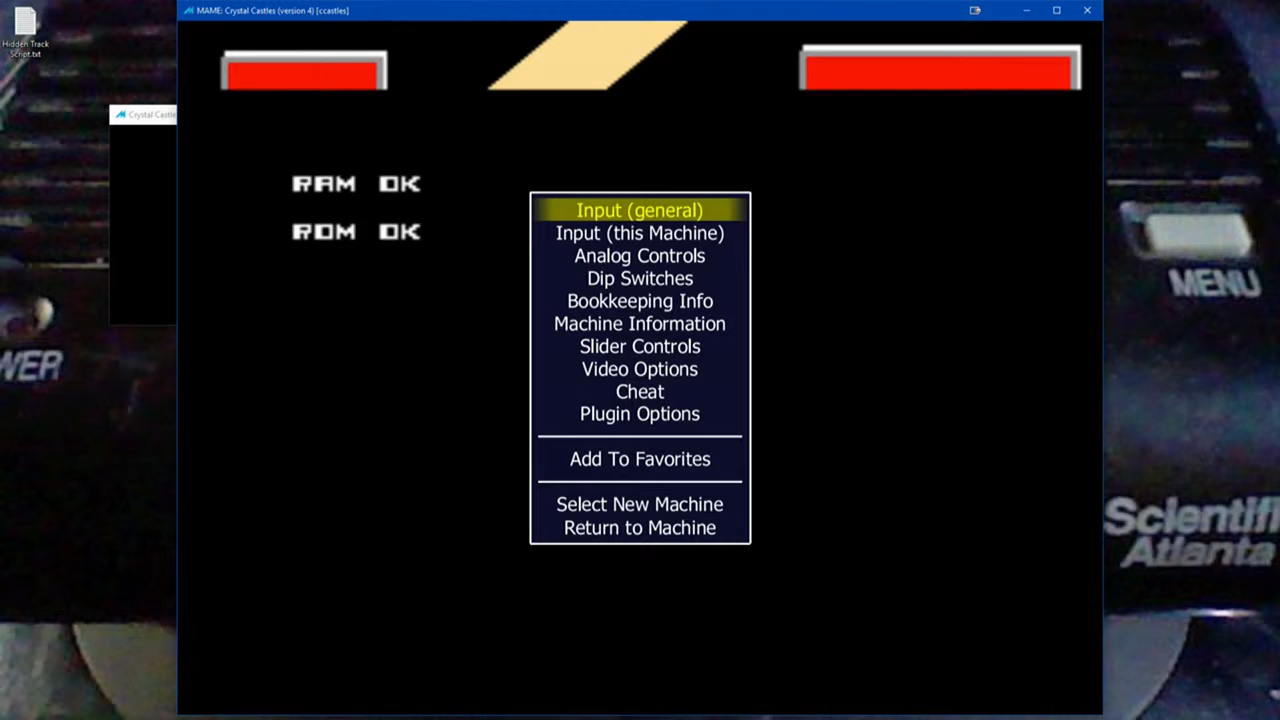 MAME: Crystal Castles (version 4) [ccastles]
Hidden Track
Script.txt
Crystal Castle
RAM OK
ROM OK
Input (general)
Input (this Machine)
Analog Controls
Dip Switches
Bookkeeping Info
Machine Information
Slider Controls
Video Options
Cheat
Plugin Options
Add To Favorites
Select New Machine
Return to Machine
WER
MENU
Scientifi
Atlanta